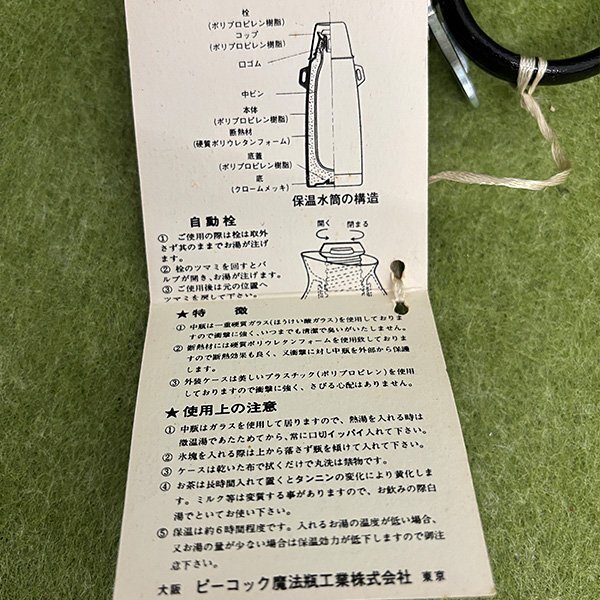 栓
(ポリプロピレン樹脂)
コップ
(ポリプロピレン樹脂)
口ゴム
中ビン
本体
(ポリプロピレン樹脂)
断熱材
(硬質ポリウレタンフォーム)
底蓋
(ポリプロピレン樹脂)
底
(クロームメッキ)
保温水筒の構造
自動栓
① ご使用の際は栓は取外
さず其のままでお湯が注げ
ます。
② 栓のツマミを回すとバ
ルブが開き、お湯が注げます。
③ ご使用後は元の位置へ
ツマミを戻して下さい。
開く 閉まる
★特徴
① 中瓶は一重硬質ガラス(ほうけい酸ガラス)を使用しておりま
すので衝撃に強く、いつまでも清潔で臭いがいたしません。
② 断熱材には硬質ポリウレタンフォームを使用致しております
ので断熱効果も良く、又衝撃に対し中瓶を外部から保護
します。
③ 外装ケースは美しいプラスチック(ポリプロピレン)を使用
しておりますので衝撃に強く、さびる心配はありません。
★使用上の注意
① 中瓶はガラスを使用して居りますので、熱湯を入れる時は
微温湯であたためてから、常に口切イッパイ入れて下さい。
② 氷塊を入れる際は上から落さず瓶を傾けて入れて下さい。
③ ケースは乾いた布で拭くだけで丸洗は禁物です。
④ お茶は長時間入れて置くとタンニンの変化により黄化しま
す。ミルク等は変質する事がありますので、お飲みの際白
湯でといてお使い下さい。
⑤ 保温は約6時間程度です。入れるお湯の温度が低い場合、
又お湯の量が少ない場合は保温効力が低下しますので御注
意下さい。
大阪 ピーコック魔法瓶工業株式会社 東京